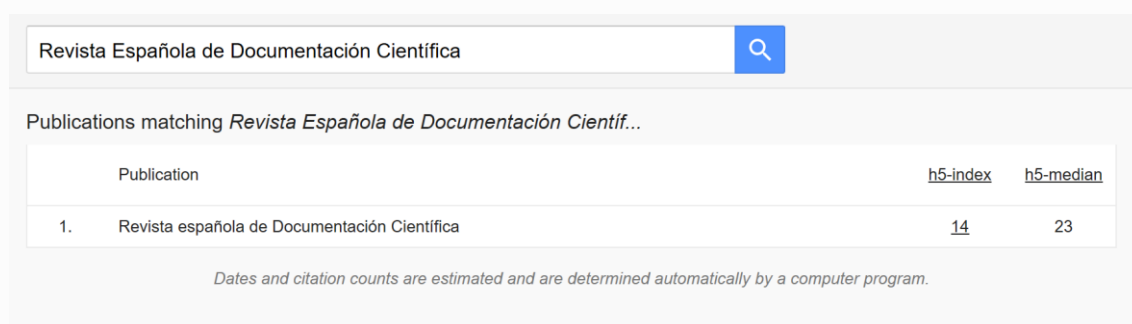 Revista Española de Documentación Científica
Publications matching Revista Española de Documentación Científ...
Publication h5-index h5-median
1. Revista española de Documentación Científica 14 23
Dates and citation counts are estimated and are determined automatically by a computer program.